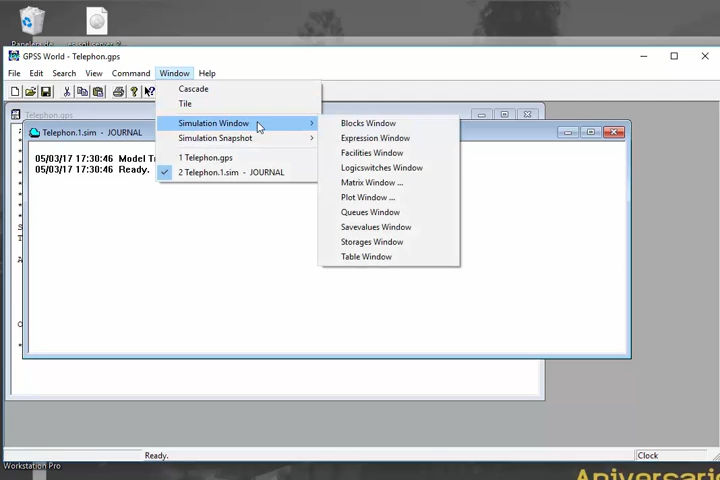 GPSS World - Telephon.gps
File Edit Search View Command Window Help
Telephon.gps
Telephon.1.sim - JOURNAL
05/03/17 17:30:46 Model
05/03/17 17:30:46 Ready.
Cascade
Tile
Simulation Window
Simulation Snapshot
1 Telephon.gps
2 Telephon.1.sim - JOURNAL
Blocks Window
Expression Window
Facilities Window
Logicswitches Window
Matrix Window ...
Plot Window ...
Queues Window
Savevalues Window
Storages Window
Table Window
Ready.
Clock
Workstation Pro
Aniversario